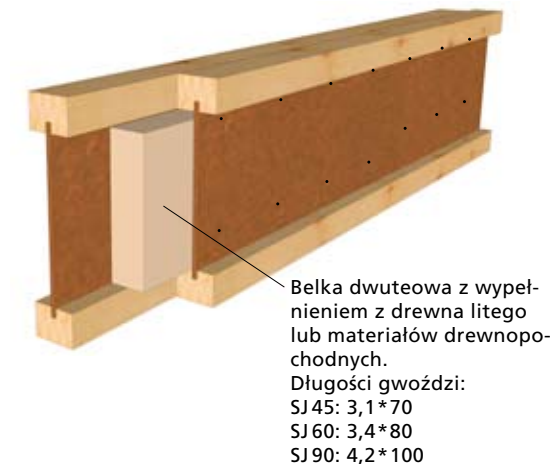 Belka dwuteowa z wypeł-
nieniem z drewna litego
lub materiałów drewnopo-
chodnych.
Długości gwoździ:
SJ 45: 3,1*70
SJ 60: 3,4*80
SJ 90: 4,2*100